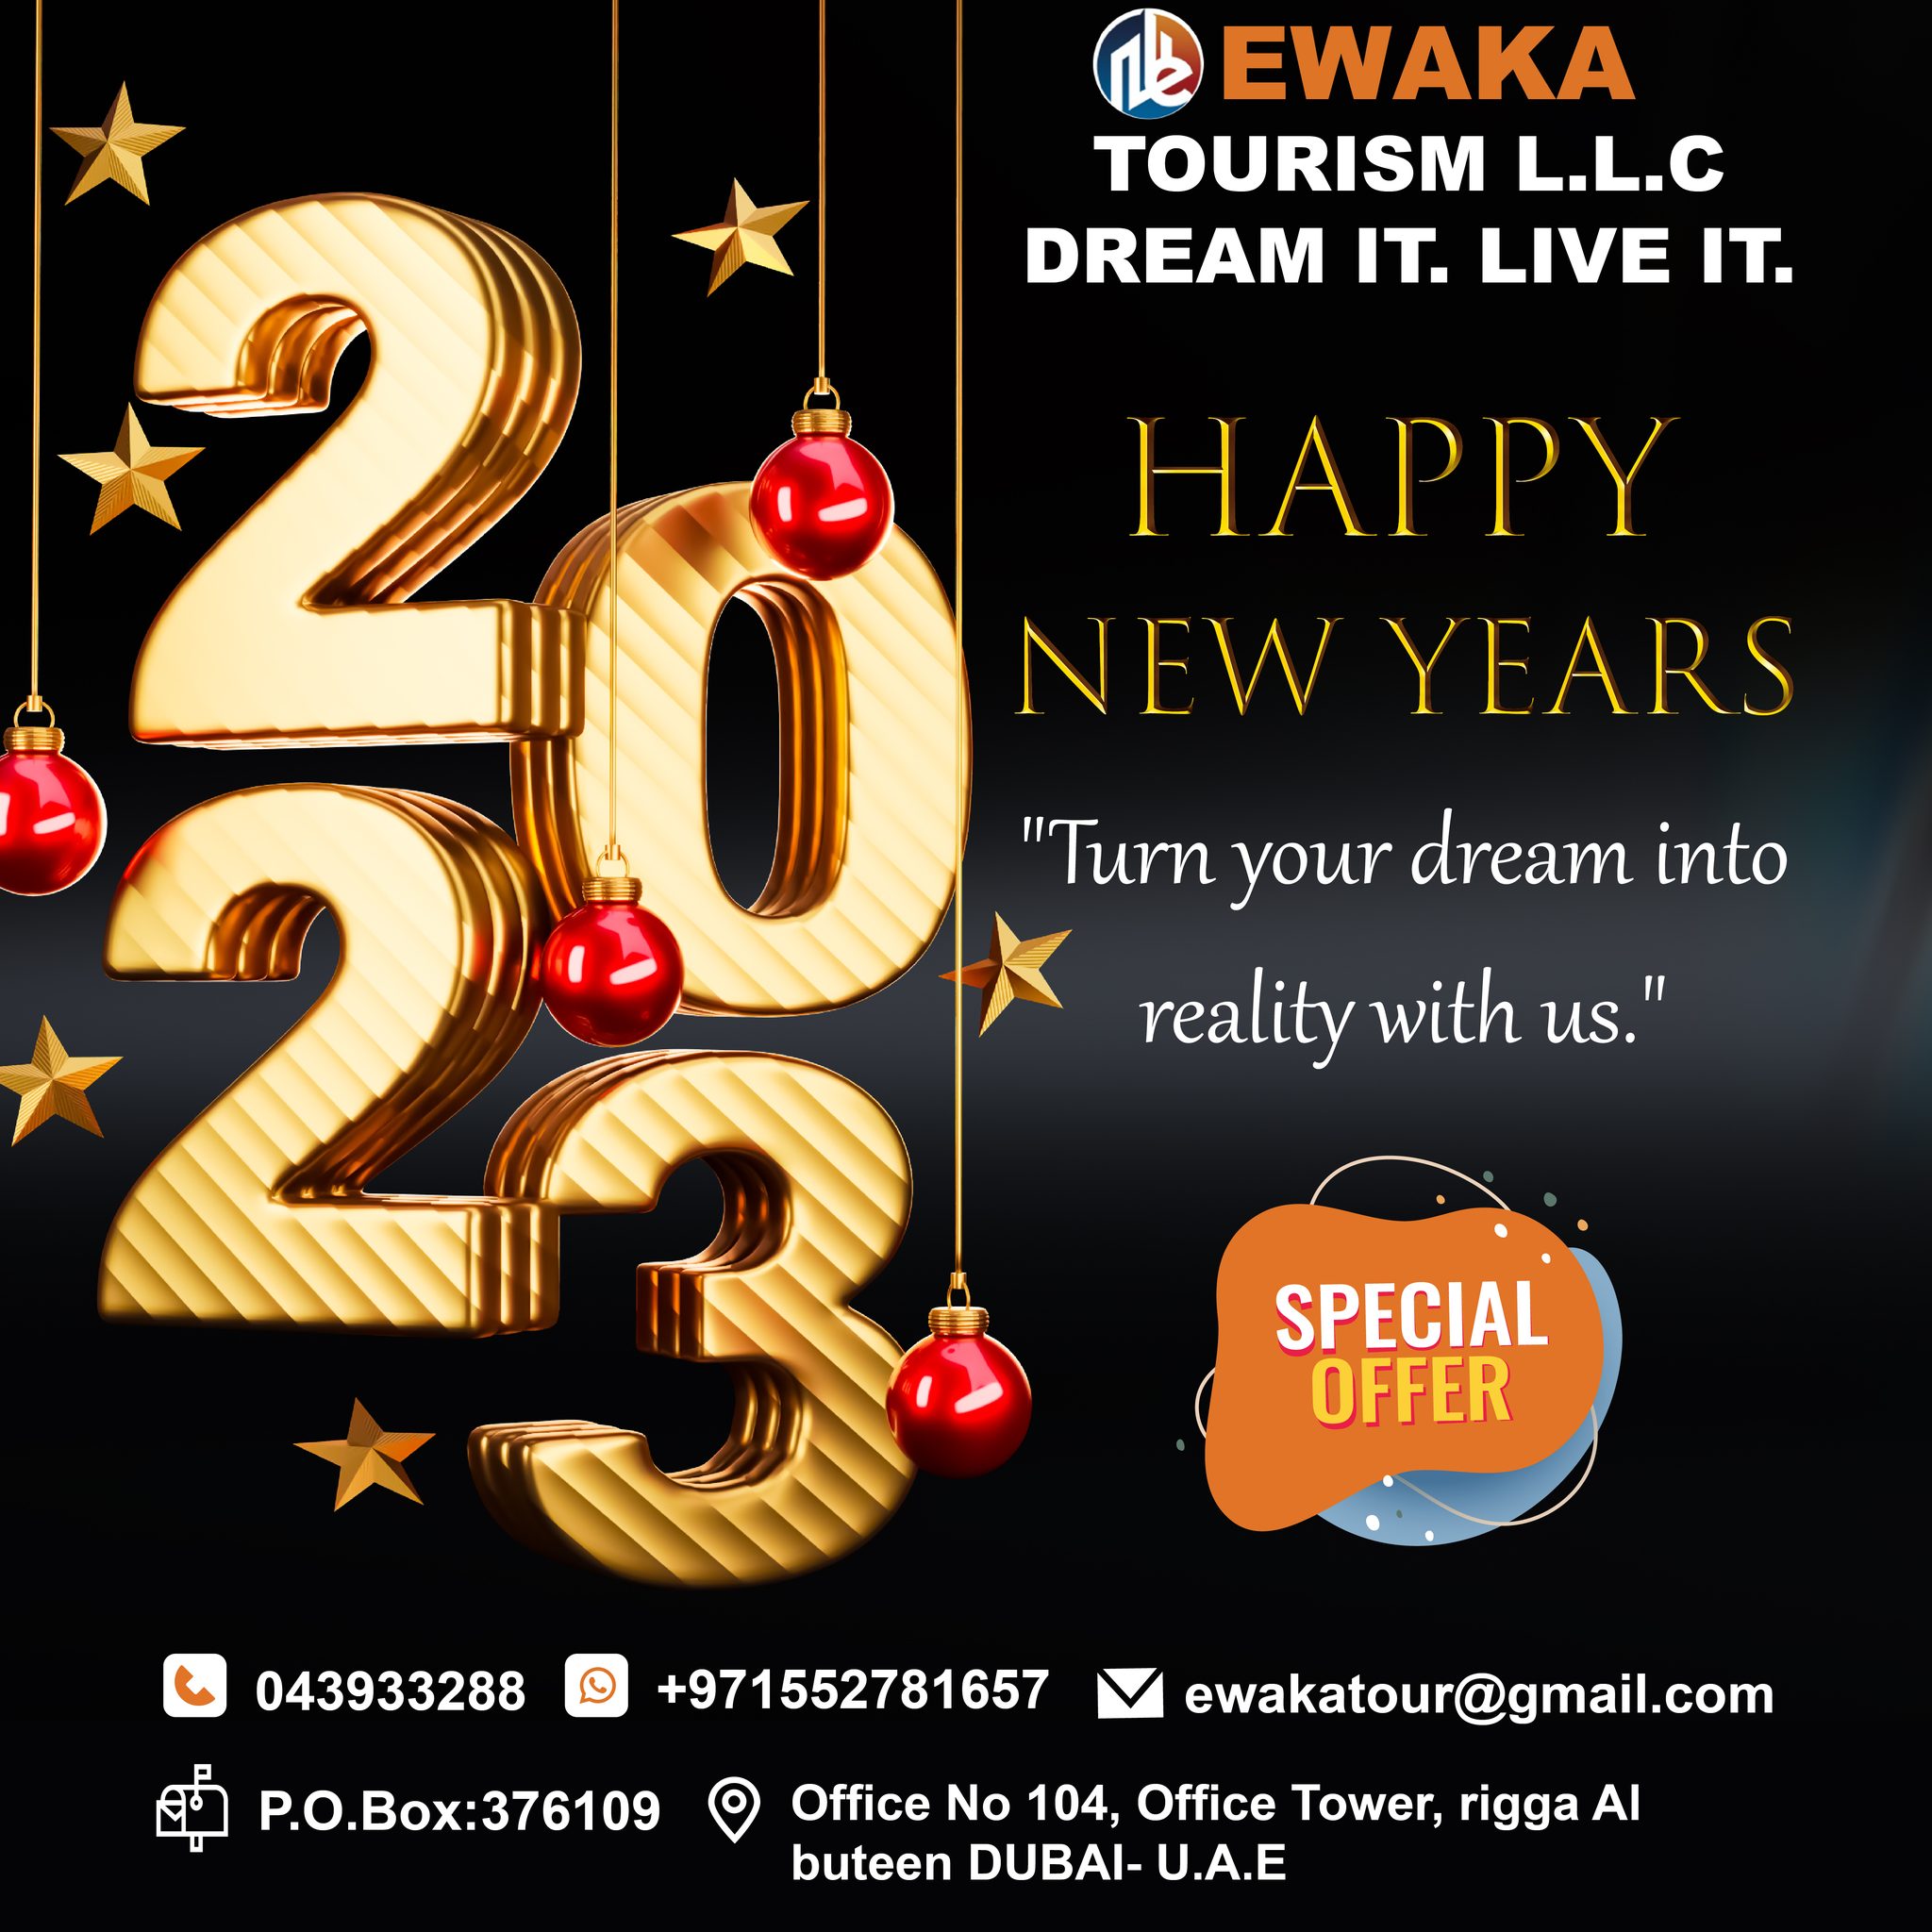 EWAKA
TOURISM L.L.C
DREAM IT. LIVE IT.
HAPPY
NEW YEARS
"Turn your dream into
reality with us."
2023
SPECIAL
OFFER
043933288
+971552781657
ewakatour@gmail.com
P.O.Box:376109
Office No 104, Office Tower, rigga Al
buteen DUBAI- U.A.E